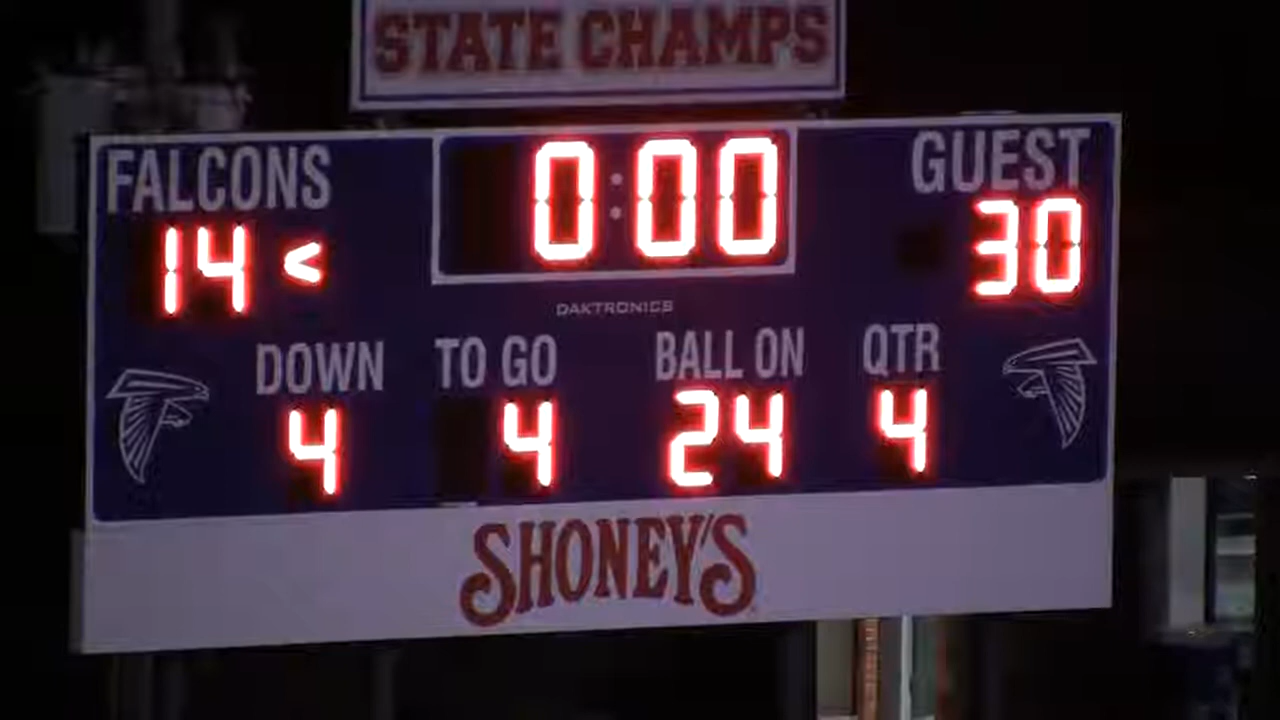 STATE CHAMPS
FALCONS 0:00 GUEST
14 < 30
DAKTRONICS
DOWN TO GO BALL ON QTR
4 4 24 4
SHONEY'S